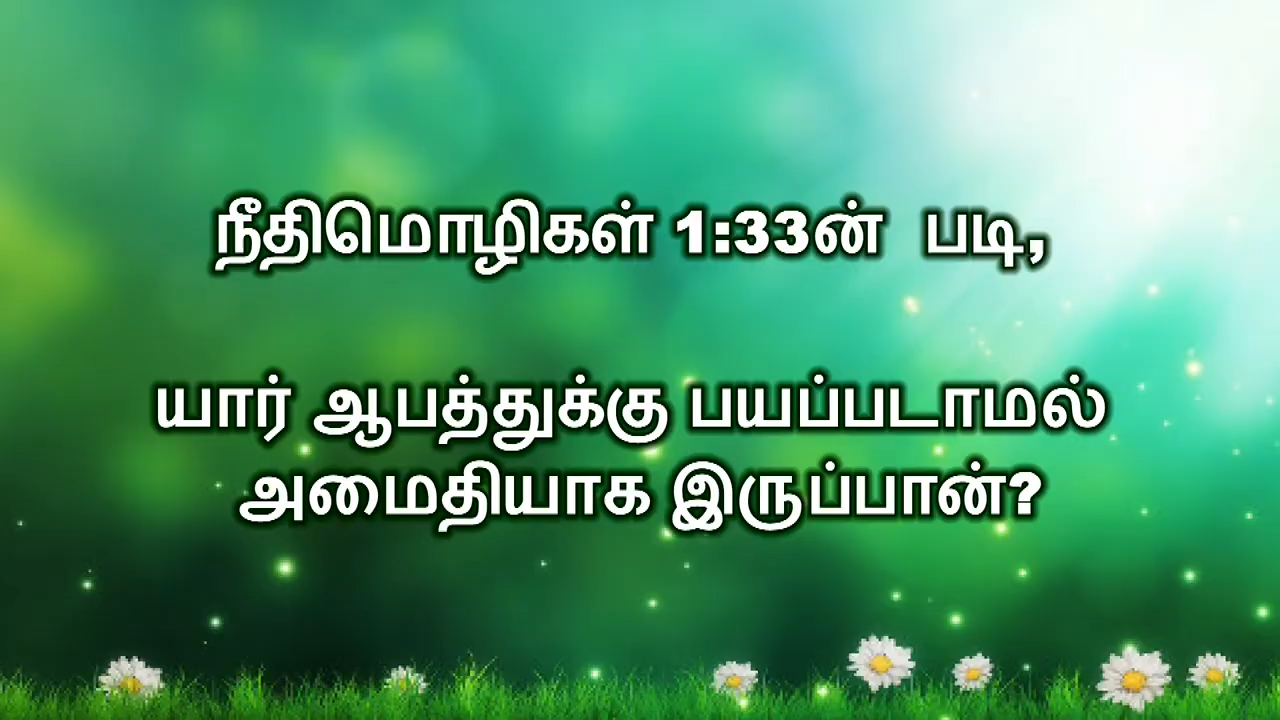 நீதிமொழிகள் 1:33ன் படி,
யார் ஆபத்துக்கு பயப்படாமல்
அமைதியாக இருப்பான்?